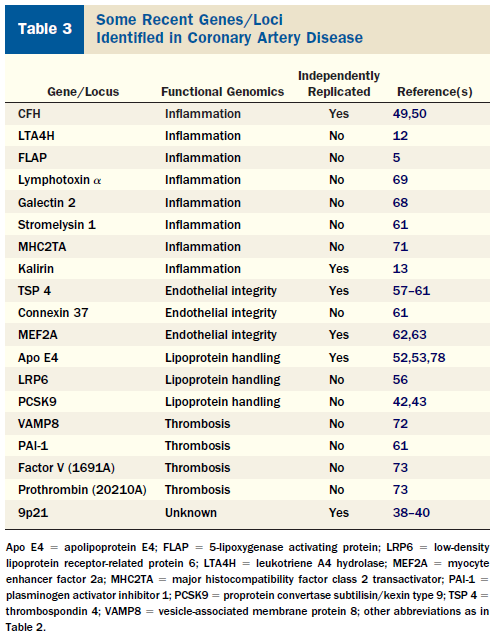 Table 3
Some Recent Genes/Loci
Identified in Coronary Artery Disease
Gene/Locus Functional Genomics Independently Replicated Reference(s)
CFH Inflammation Yes 49,50
LTA4H Inflammation No 12
FLAP Inflammation No 5
Lymphotoxin α Inflammation No 69
Galectin 2 Inflammation No 68
Stromelysin 1 Inflammation No 61
MHC2TA Inflammation No 71
Kalirin Inflammation Yes 13
TSP 4 Endothelial integrity Yes 57–61
Connexin 37 Endothelial integrity No 61
MEF2A Endothelial integrity Yes 62,63
Apo E4 Lipoprotein handling Yes 52,53,78
LRP6 Lipoprotein handling No 56
PCSK9 Lipoprotein handling No 42,43
VAMP8 Thrombosis No 72
PAI-1 Thrombosis No 61
Factor V (1691A) Thrombosis No 73
Prothrombin (20210A) Thrombosis No 73
9p21 Unknown Yes 38–40
Apo E4 = apolipoprotein E4; FLAP = 5-lipoxygenase activating protein; LRP6 = low-density
lipoprotein receptor-related protein 6; LTA4H = leukotriene A4 hydrolase; MEF2A = myocyte
enhancer factor 2a; MHC2TA = major histocompatibility factor class 2 transactivator; PAI-1 =
plasminogen activator inhibitor 1; PCSK9 = proprotein convertase subtilisin/kexin type 9; TSP 4 =
thrombospondin 4; VAMP8 = vesicle-associated membrane protein 8; other abbreviations as in
Table 2.